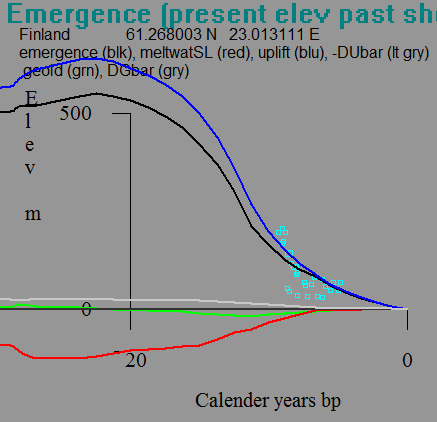 Emergence (present elev past sh
Finland 61.268003 N 23.013111 E
emergence (blk), meltwatSL (red), uplift (blu), -DUbar (lt gry)
geoid (grn), DGbar (gry)
E
l
e
v
m
500
0
-20
0
Calender years bp